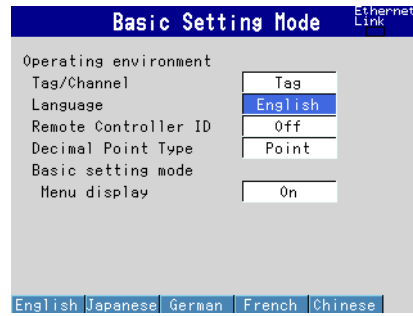 Basic Setting Mode
Ethernet
Link
Operating environment
Tag/Channel Tag
Language English
Remote Controller ID Off
Decimal Point Type Point
Basic setting mode
Menu display On
English Japanese German French Chinese